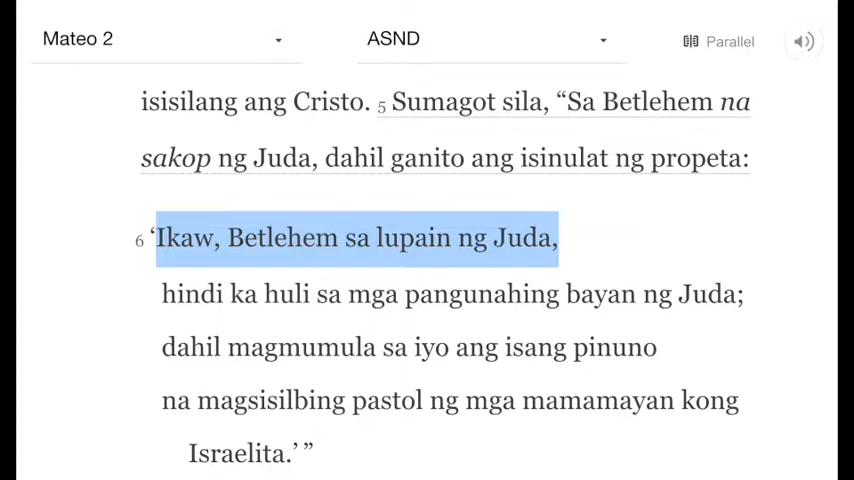 Mateo 2 ASND Parallel
isisilang ang Cristo. 5 Sumagot sila, “Sa Betlehem na
sakop ng Juda, dahil ganito ang isinulat ng propeta:
6 ‘Ikaw, Betlehem sa lupain ng Juda,
hindi ka huli sa mga pangunahing bayan ng Juda;
dahil magmumula sa iyo ang isang pinuno
na magsisilbing pastol ng mga mamamayan kong
Israelita.’ ”